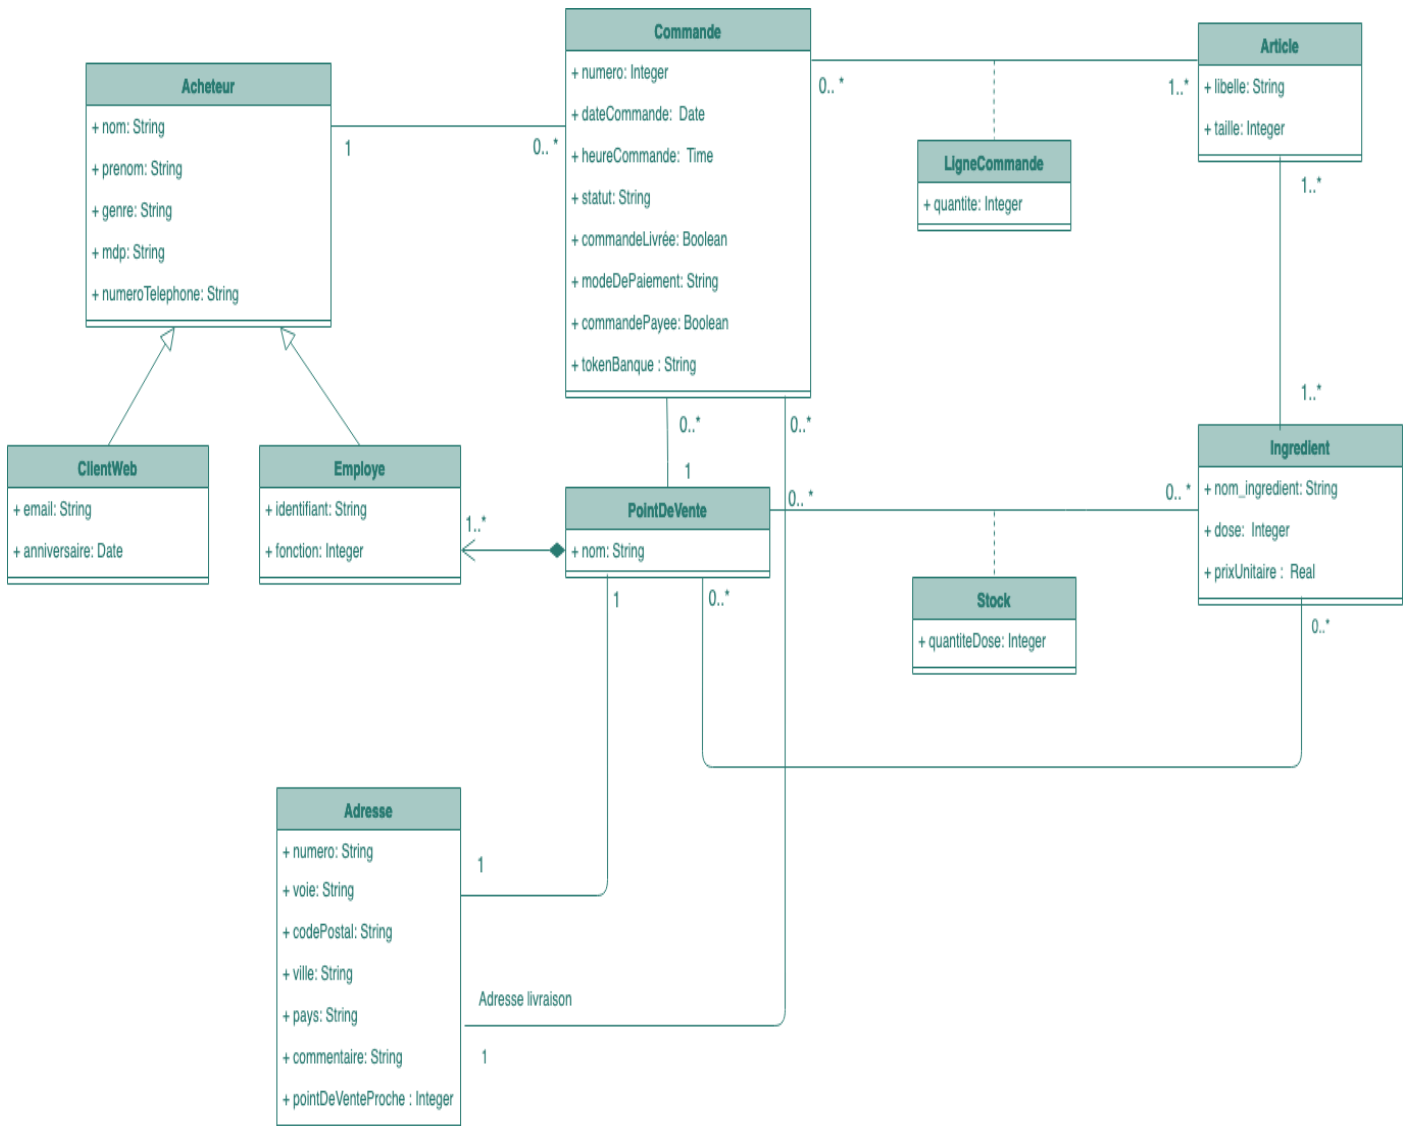 Commande
+ numero: Integer
+ dateCommande: Date
+ heureCommande: Time
+ statut: String
+ commandeLivrée: Boolean
+ modeDePaiement: String
+ commandePayee: Boolean
+ tokenBanque : String
Article
+ libelle: String
+ taille: Integer
Acheteur
+ nom: String
+ prenom: String
+ genre: String
+ mdp: String
+ numeroTelephone: String
1
0.. *
0.. *
1..*
LigneCommande
+ quantite: Integer
1..*
1..*
ClientWeb
+ email: String
+ anniversaire: Date
Employe
+ identifiant: String
+ fonction: Integer
0..*
0..*
1
1..*
PointDeVente
+ nom: String
0..*
0.. *
Ingredient
+ nom_ingredient: String
+ dose: Integer
+ prixUnitaire : Real
Stock
+ quantiteDose: Integer
1
0..*
0..*
Adresse
+ numero: String
+ voie: String
+ codePostal: String
+ ville: String
+ pays: String
+ commentaire: String
+ pointDeVenteProche : Integer
1
Adresse livraison
1